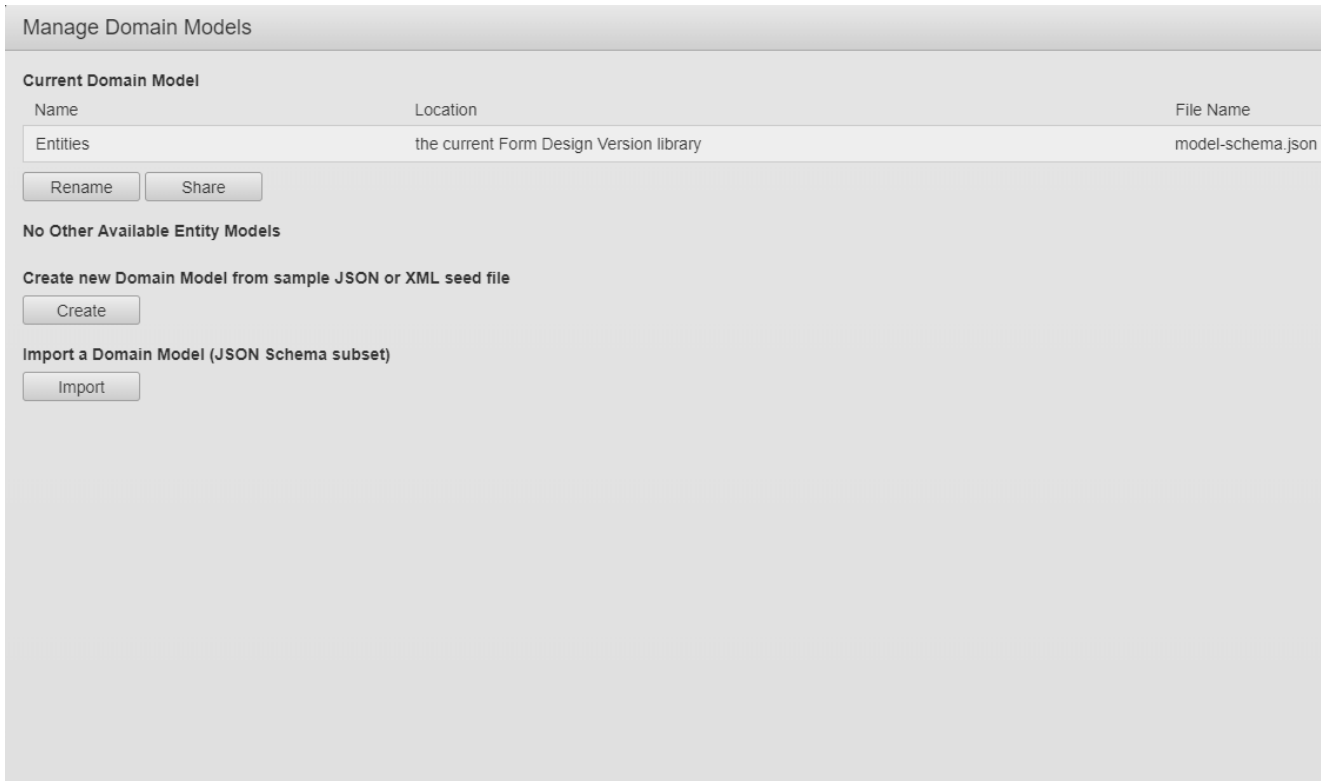 Manage Domain Models
Current Domain Model
Name Location File Name
Entities the current Form Design Version library model-schema.json
Rename Share
No Other Available Entity Models
Create new Domain Model from sample JSON or XML seed file
Create
Import a Domain Model (JSON Schema subset)
Import